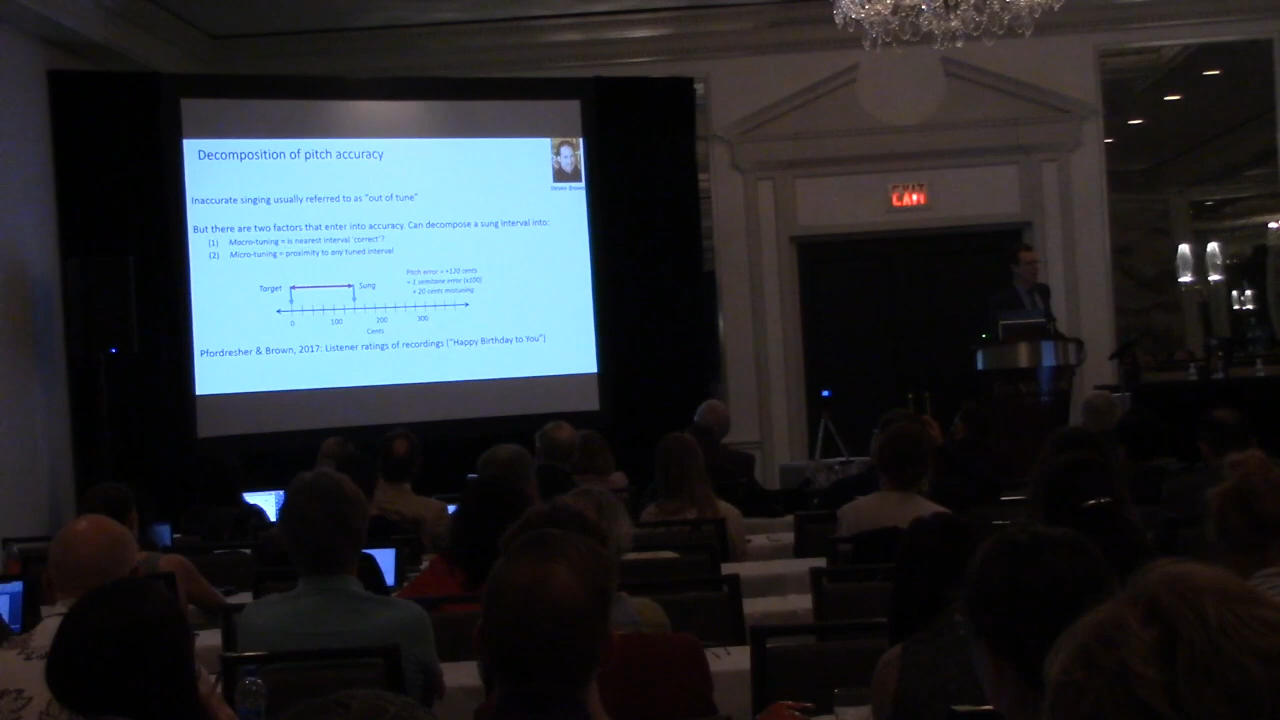 Decomposition of pitch accuracy
Steven Brown
Inaccurate singing usually referred to as "out of tune"
But there are two factors that enter into accuracy. Can decompose a sung interval into:
(1) Macro-tuning = is nearest interval 'correct'?
(2) Micro-tuning = proximity to any tuned interval
Pitch error = +120 cents
= 1 semitone error (x100)
+ 20 cents mistuning
Target
Sung
0 100 200 300
Cents
Pfordresher & Brown, 2017: Listener ratings of recordings ("Happy Birthday to You")
EXIT